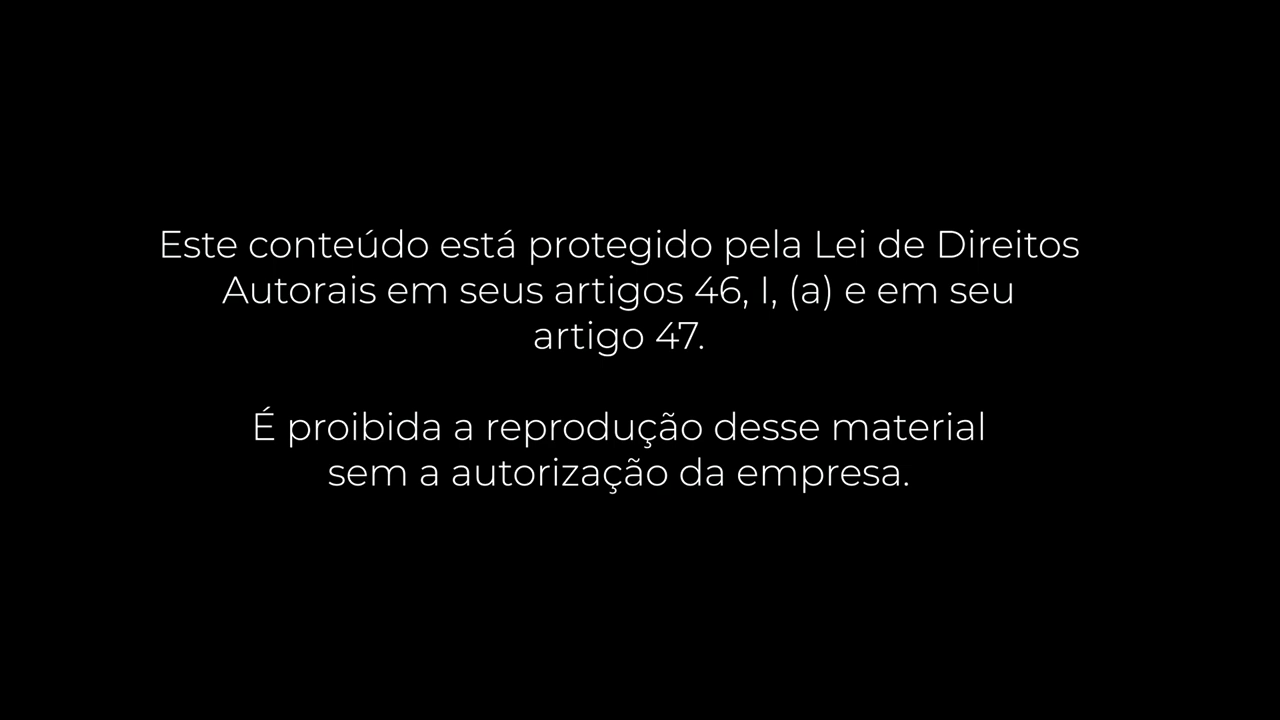 Este conteúdo está protegido pela Lei de Direitos
Autorais em seus artigos 46, I, (a) e em seu
artigo 47.
É proibida a reprodução desse material
sem a autorização da empresa.